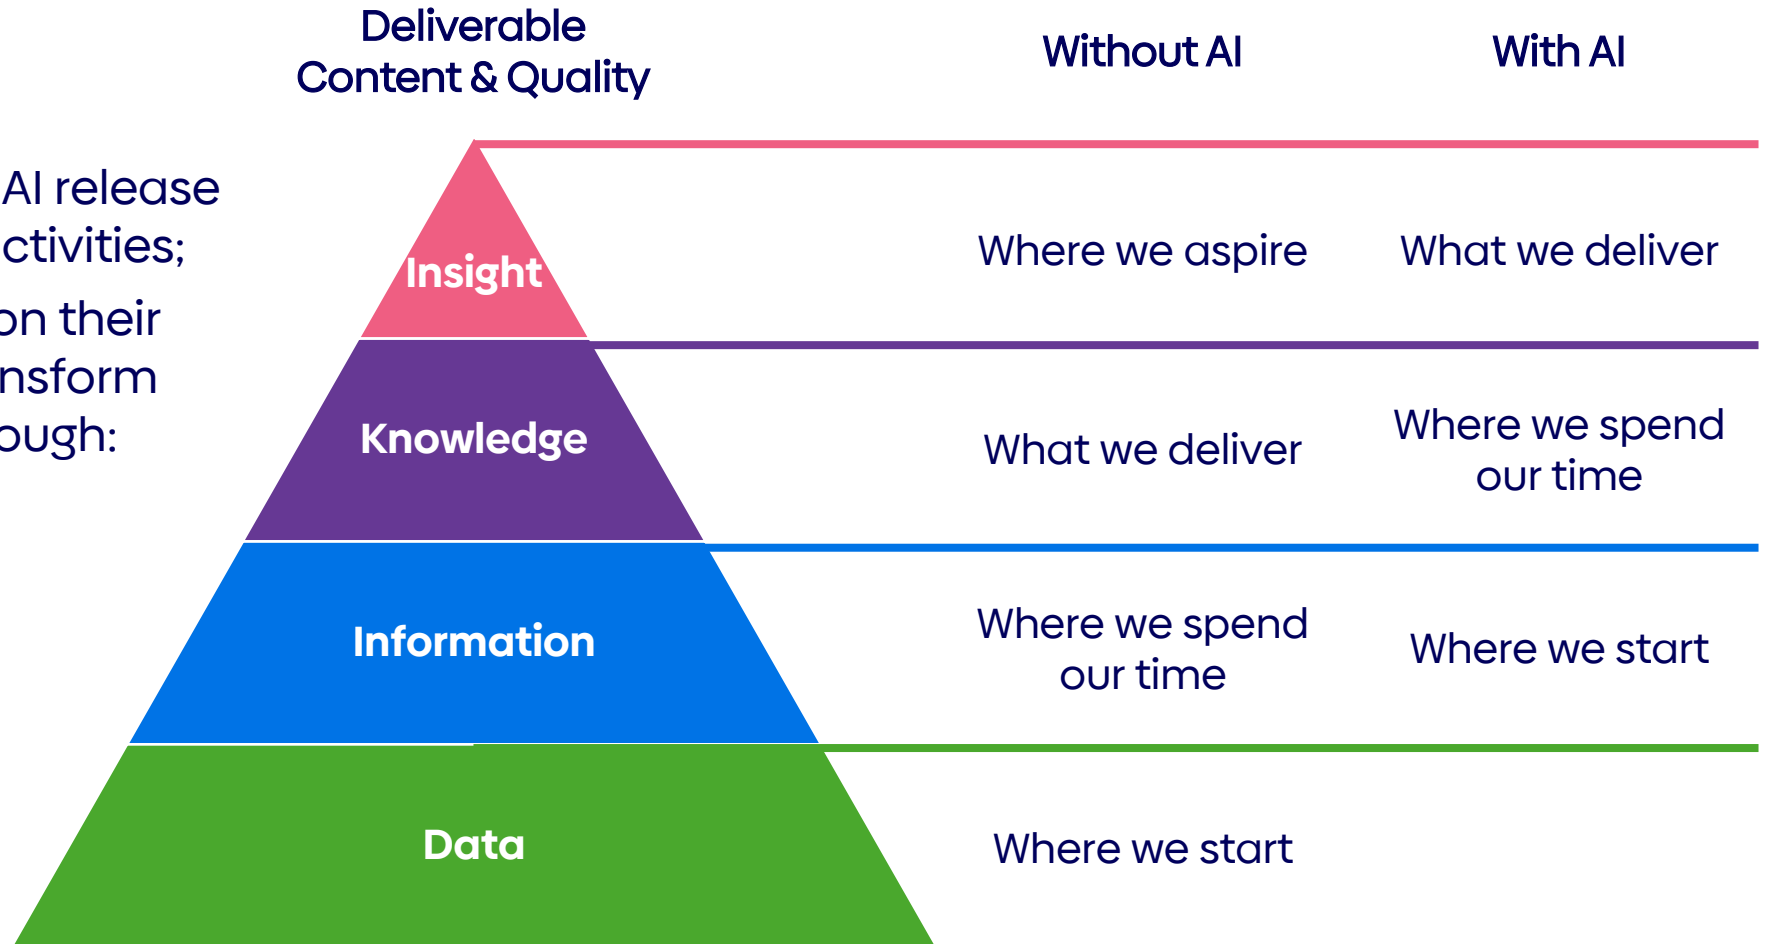 Deliverable
Content & Quality
Without AI
With AI
AI release
ctivities;
on their
nsform
ough:
Insight
Where we aspire
What we deliver
Knowledge
What we deliver
Where we spend
our time
Information
Where we spend
our time
Where we start
Data
Where we start